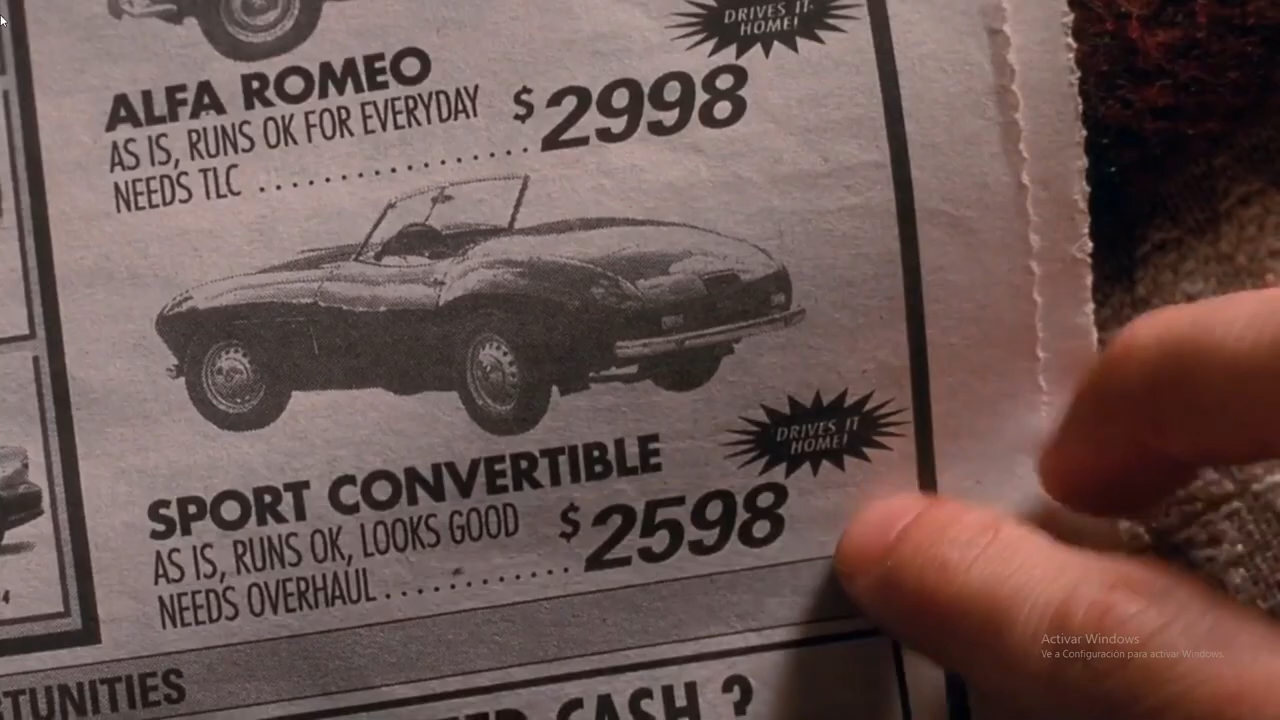 DRIVES IT
HOME!
ALFA ROMEO
AS IS, RUNS OK FOR EVERYDAY
NEEDS TLC .................. $2998
DRIVES IT
HOME!
SPORT CONVERTIBLE
AS IS, RUNS OK, LOOKS GOOD
NEEDS OVERHAUL ............ $2598
4
TUNITIES
CASH ?
Activar Windows
Ve a Configuración para activar Windows.